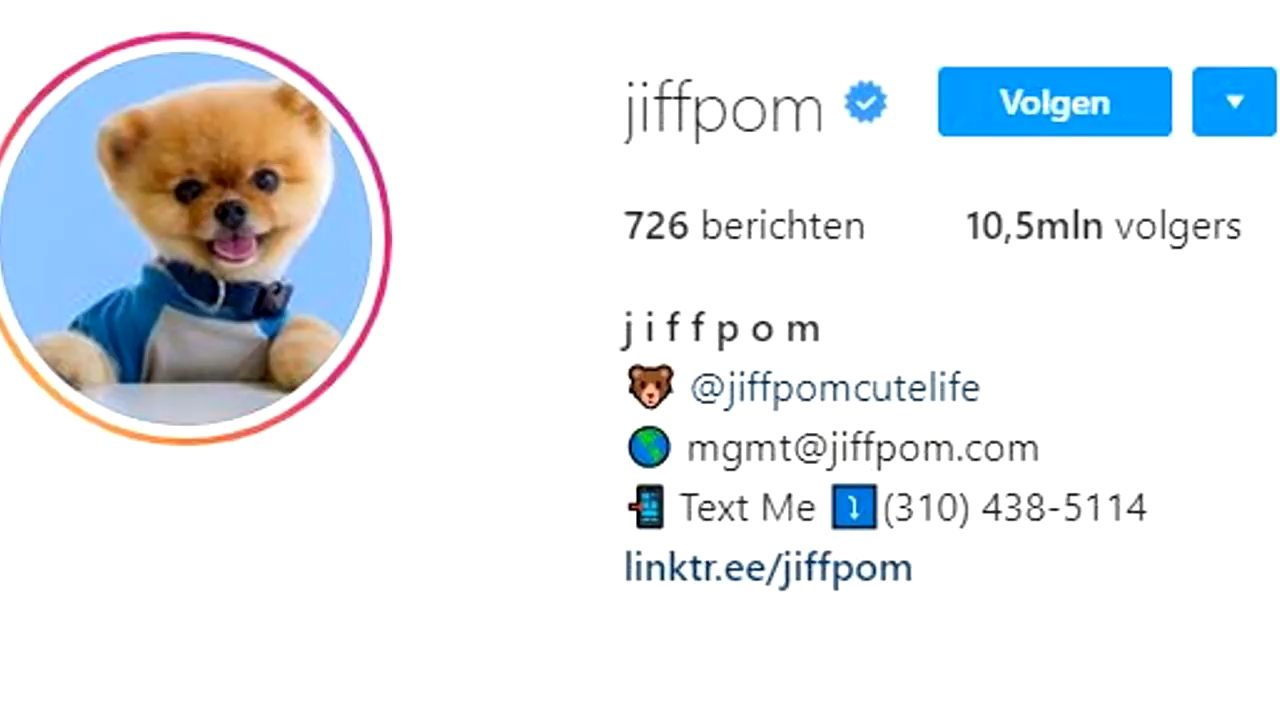 jiffpom Volgen
726 berichten 10,5mln volgers
j i f f p o m
@jiffpomcutelife
mgmt@jiffpom.com
Text Me (310) 438-5114
linktr.ee/jiffpom